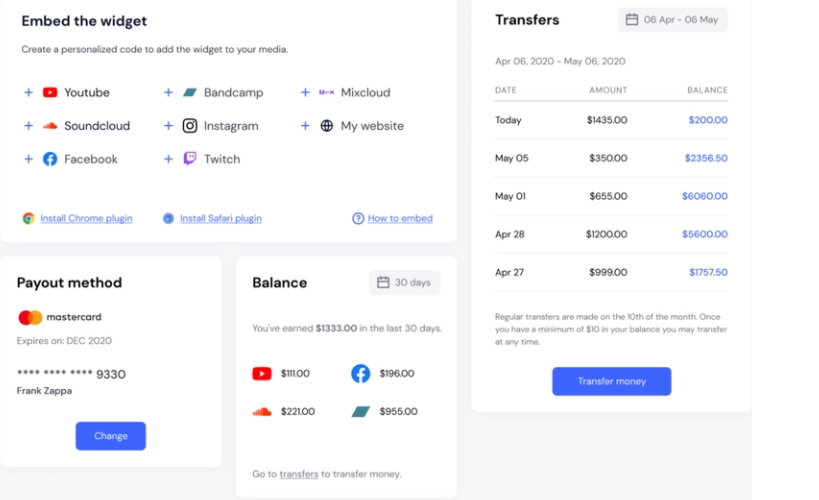 Embed the widget
Create a personalized code to add the widget to your media.
+ Youtube
+ Bandcamp
+ Mixcloud
+ Soundcloud
+ Instagram
+ My website
+ Facebook
+ Twitch
Install Chrome plugin
Install Safari plugin
How to embed
Payout method
mastercard
Expires on: DEC 2020
**** **** **** 9330
Frank Zappa
Change
Balance
30 days
You've earned $1333.00 in the last 30 days.
$111.00
$196.00
$221.00
$955.00
Go to transfers to transfer money.
Transfers
06 Apr - 06 May
Apr 06, 2020 - May 06, 2020
DATE AMOUNT BALANCE
Today $1435.00 $200.00
May 05 $350.00 $2356.50
May 01 $655.00 $6060.00
Apr 28 $1200.00 $5600.00
Apr 27 $999.00 $1757.50
Regular transfers are made on the 10th of the month. Once
you have a minimum of $10 in your balance you may transfer
at any time.
Transfer money